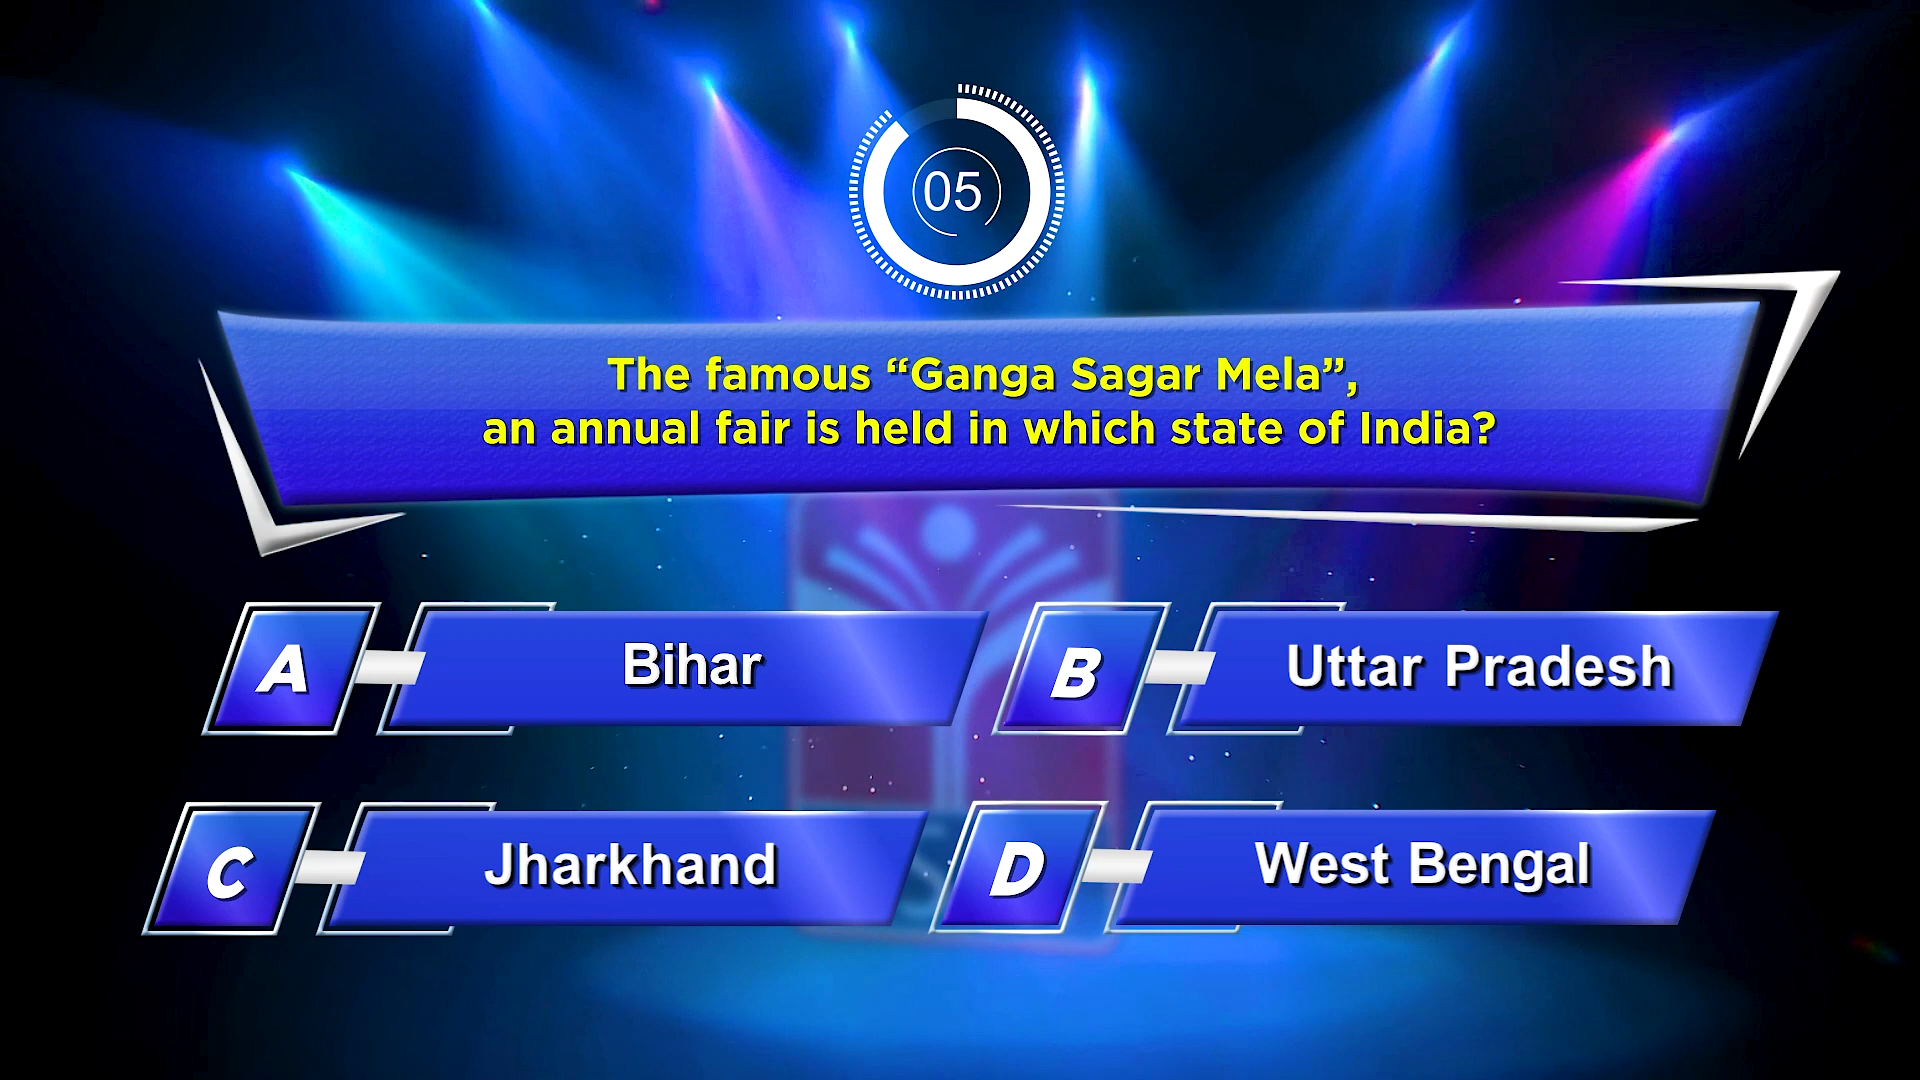 05
The famous “Ganga Sagar Mela”,
an annual fair is held in which state of India?
A Bihar
B Uttar Pradesh
C Jharkhand
D West Bengal